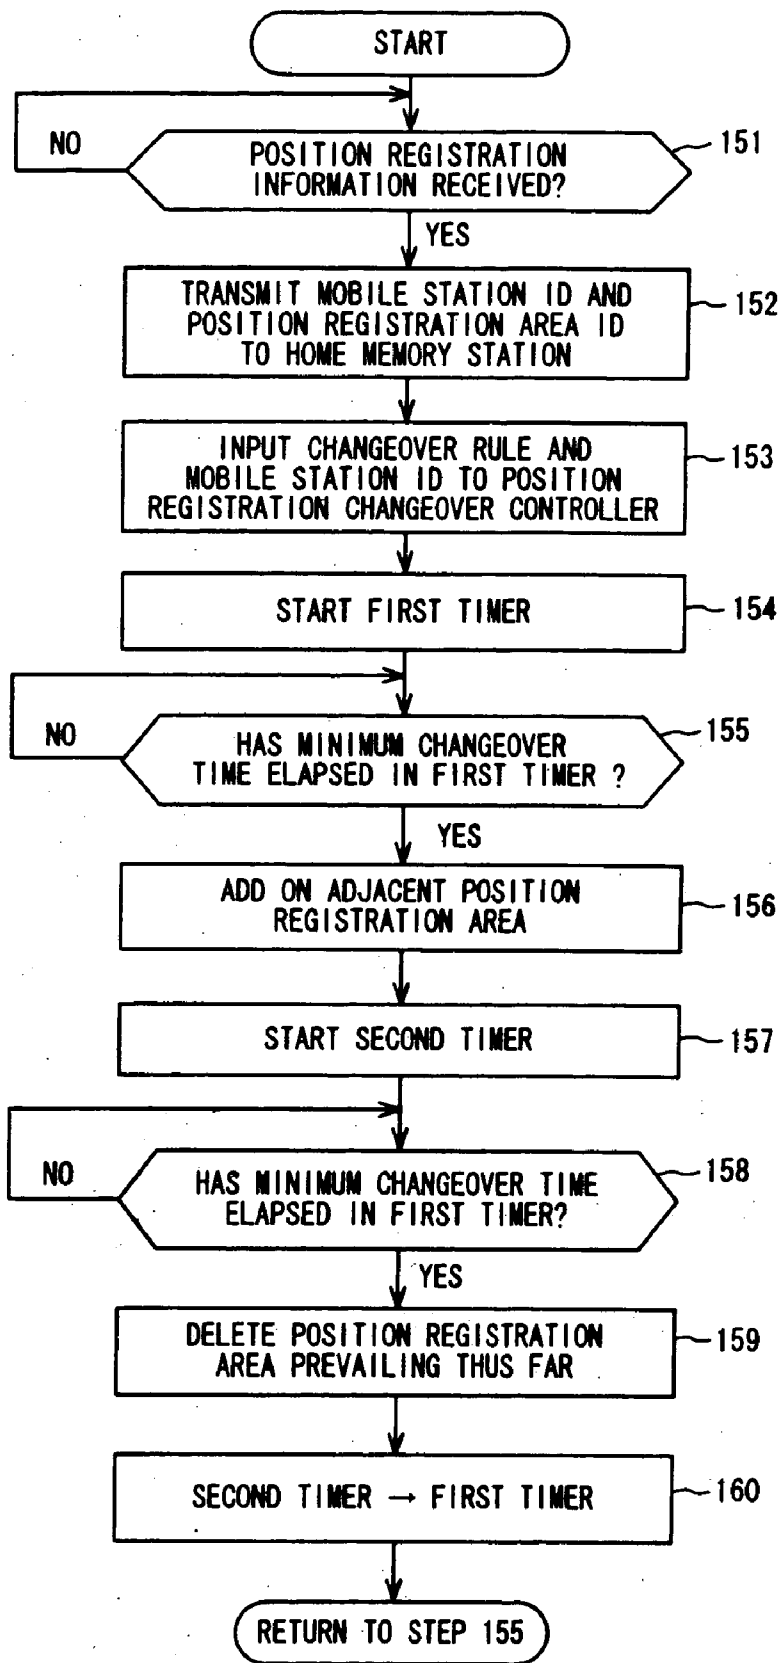 START
NO
POSITION REGISTRATION
INFORMATION RECEIVED?
151
YES
TRANSMIT MOBILE STATION ID AND
POSITION REGISTRATION AREA ID
TO HOME MEMORY STATION
152
INPUT CHANGEOVER RULE AND
MOBILE STATION ID TO POSITION
REGISTRATION CHANGEOVER CONTROLLER
153
START FIRST TIMER
154
NO
HAS MINIMUM CHANGEOVER
TIME ELAPSED IN FIRST TIMER ?
155
YES
ADD ON ADJACENT POSITION
REGISTRATION AREA
156
START SECOND TIMER
157
NO
HAS MINIMUM CHANGEOVER TIME
ELAPSED IN FIRST TIMER?
158
YES
DELETE POSITION REGISTRATION
AREA PREVAILING THUS FAR
159
SECOND TIMER → FIRST TIMER
160
RETURN TO STEP 155